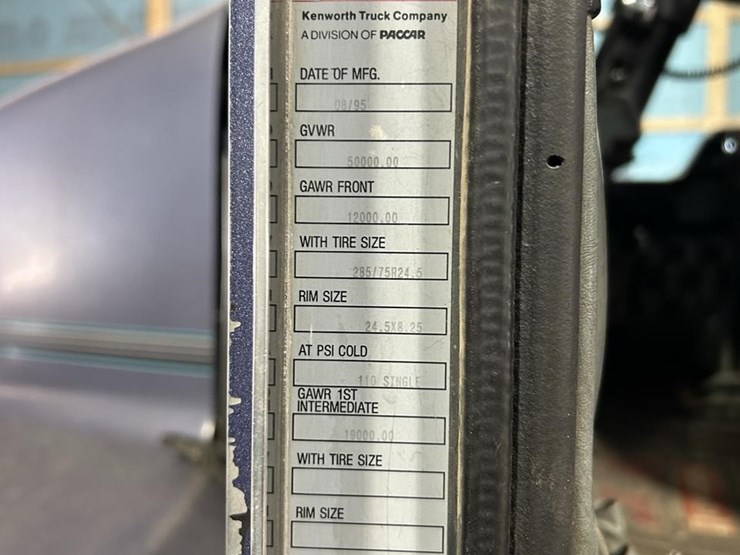 Kenworth Truck Company
A DIVISION OF PACCAR
DATE OF MFG.
08/95
GVWR
50000.00
GAWR FRONT
12000.00
WITH TIRE SIZE
285/75R24.5
RIM SIZE
24.5X8.25
AT PSI COLD
110 SINGLE
GAWR 1ST
INTERMEDIATE
19000.00
WITH TIRE SIZE
RIM SIZE